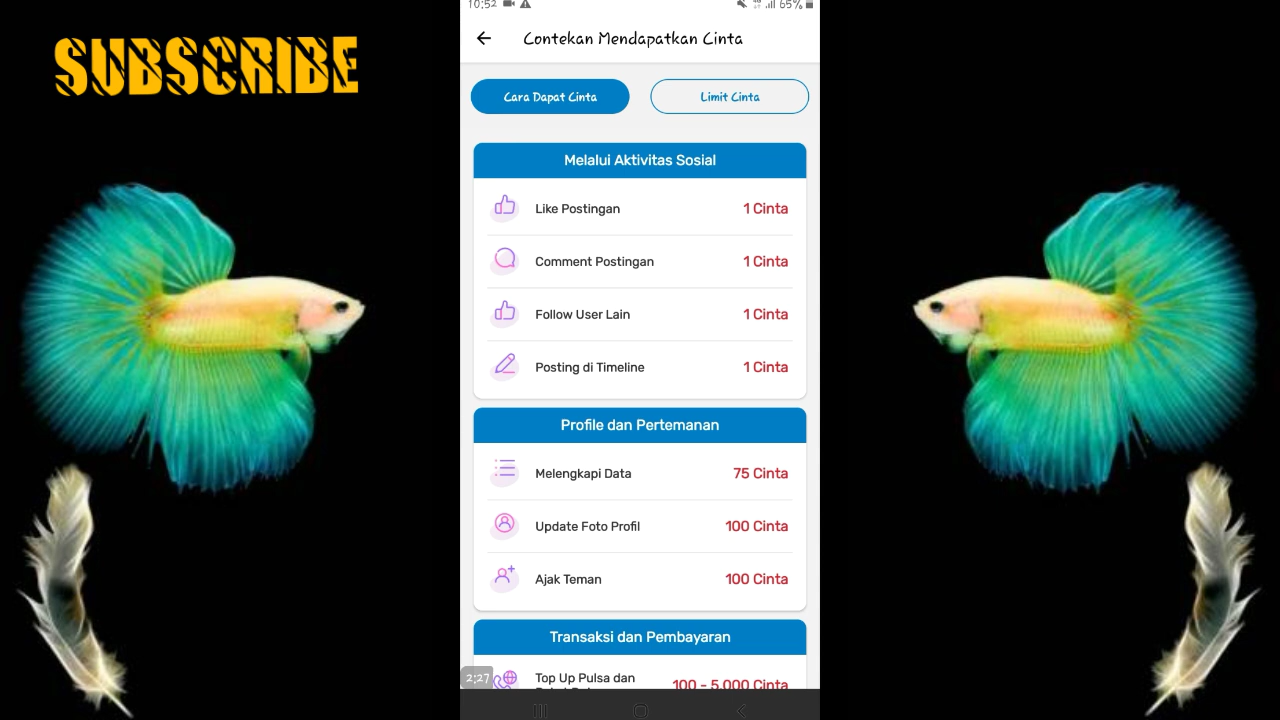 SUBSCRIBE
10:52
65%
Contekan Mendapatkan Cinta
Cara Dapat Cinta
Limit Cinta
Melalui Aktivitas Sosial
Like Postingan
1 Cinta
Comment Postingan
1 Cinta
Follow User Lain
1 Cinta
Posting di Timeline
1 Cinta
Profile dan Pertemanan
Melengkapi Data
75 Cinta
Update Foto Profil
100 Cinta
Ajak Teman
100 Cinta
Transaksi dan Pembayaran
Top Up Pulsa dan
100 - 5.000 Cinta
2:27